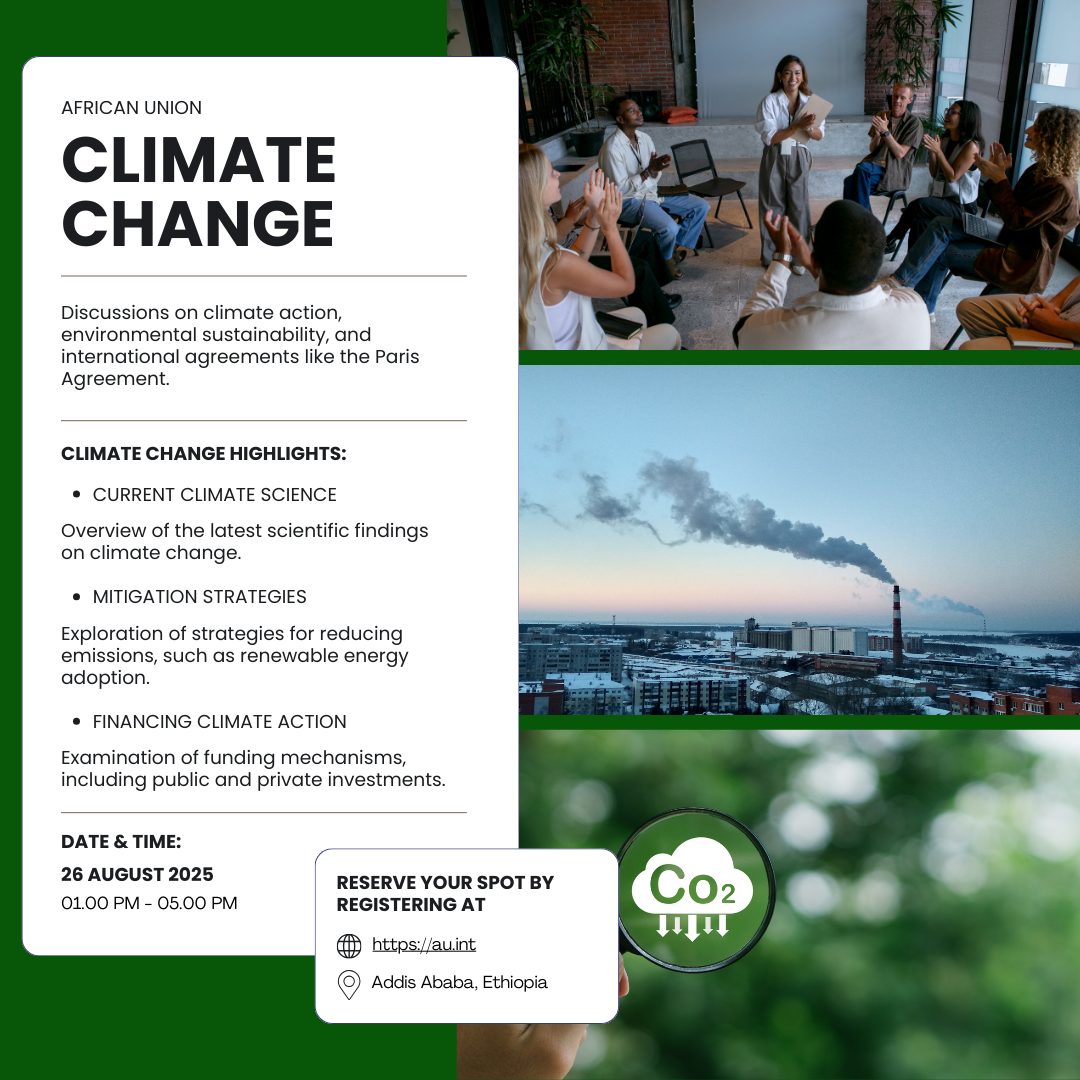 AFRICAN UNION
CLIMATE
CHANGE
Discussions on climate action,
environmental sustainability, and
international agreements like the Paris
Agreement.
CLIMATE CHANGE HIGHLIGHTS:
• CURRENT CLIMATE SCIENCE
Overview of the latest scientific findings
on climate change.
• MITIGATION STRATEGIES
Exploration of strategies for reducing
emissions, such as renewable energy
adoption.
• FINANCING CLIMATE ACTION
Examination of funding mechanisms,
including public and private investments.
DATE & TIME:
26 AUGUST 2025
01.00 PM - 05.00 PM
RESERVE YOUR SPOT BY
REGISTERING AT
https://au.int
Addis Ababa, Ethiopia
Co2